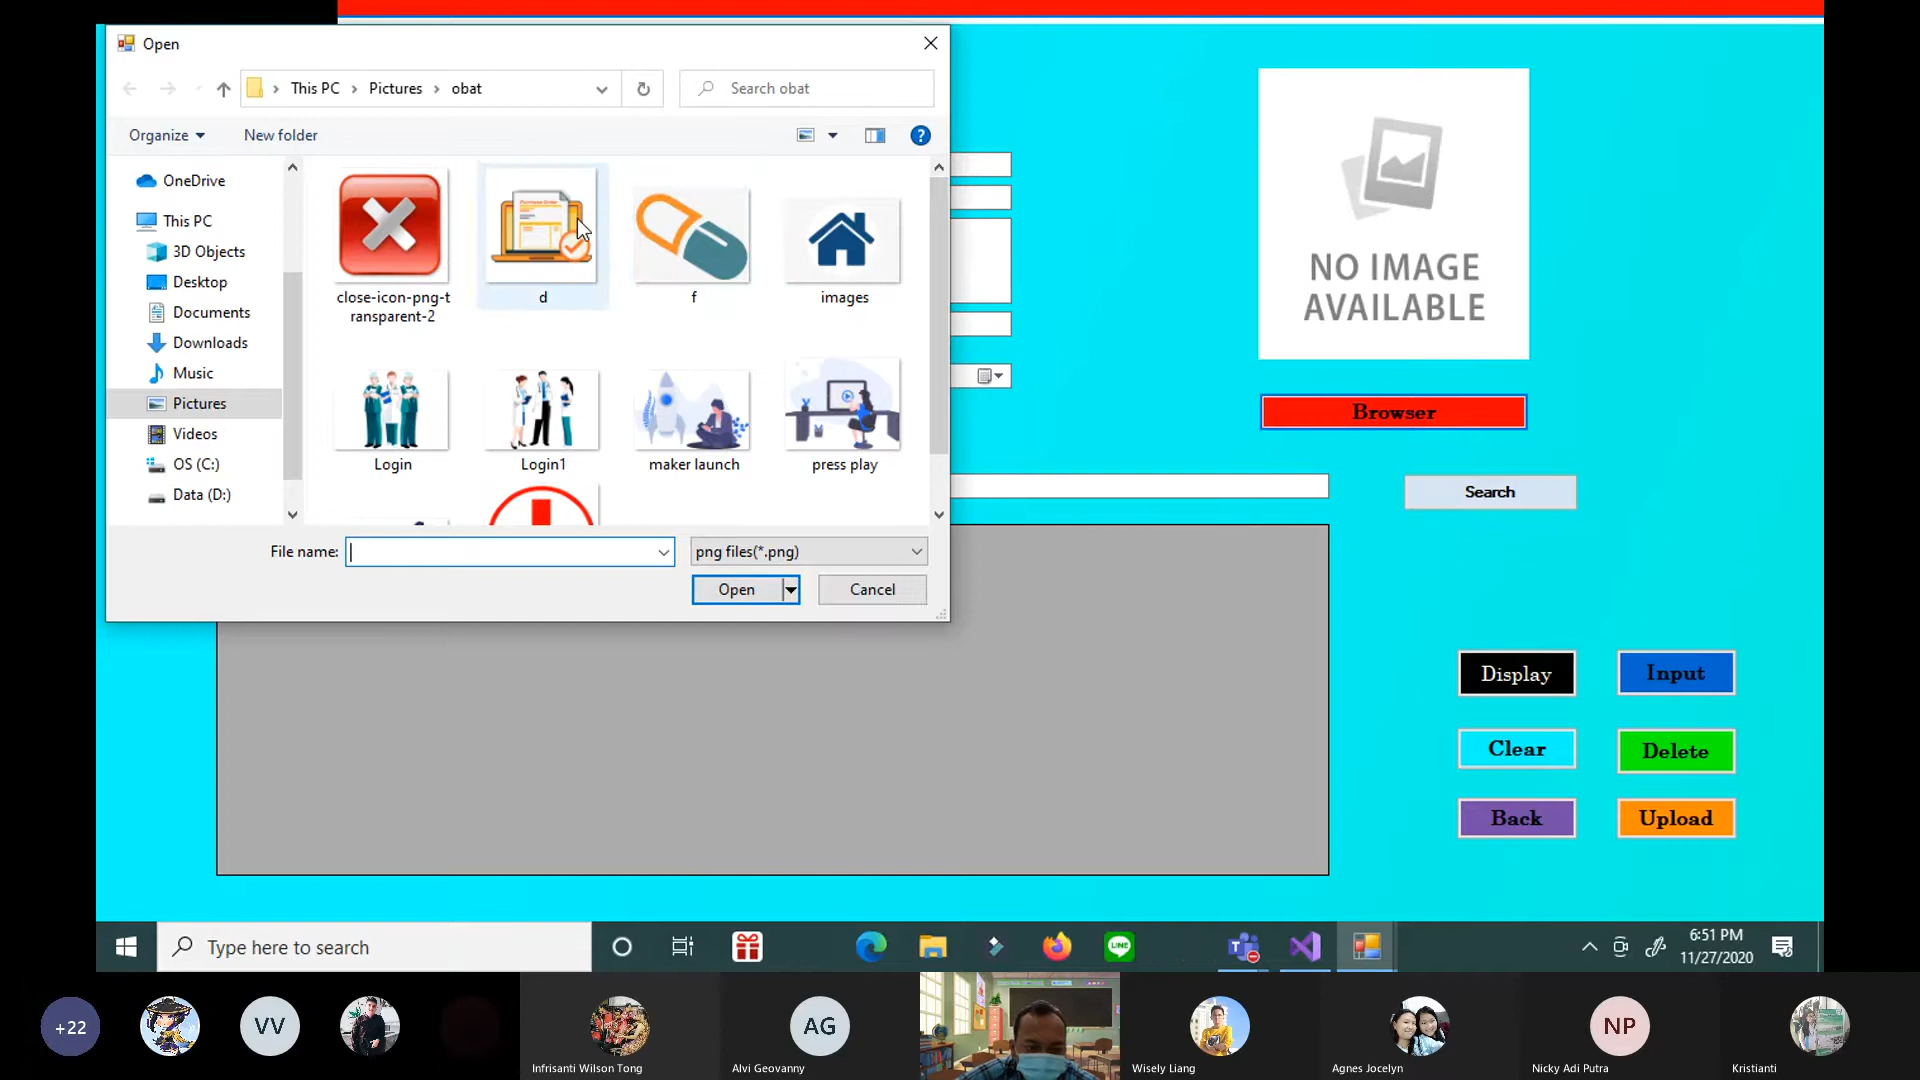 Open
This PC > Pictures > obat
Search obat
Organize
New folder
OneDrive
This PC
3D Objects
Desktop
Documents
Downloads
Music
Pictures
Videos
OS (C:)
Data (D:)
Purchase Order
close-icon-png-t
ransparent-2
d
f
images
Login
Login1
maker launch
press play
File name:
png files(*.png)
Open
Cancel
NO IMAGE
AVAILABLE
Browser
Search
Display
Input
Clear
Delete
Back
Upload
Type here to search
LINE
6:51 PM
11/27/2020
+22
VV
Infrisanti Wilson Tong
AG
Alvi Geovanny
Wisely Liang
Agnes Jocelyn
NP
Nicky Adi Putra
Kristianti